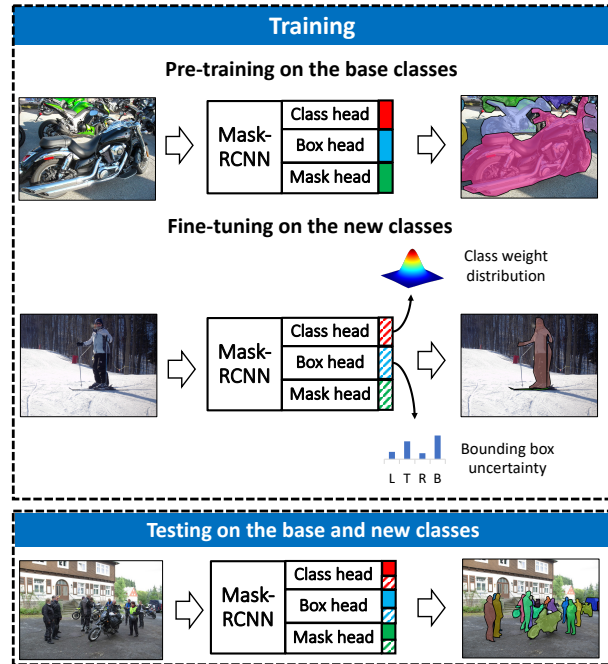 Training
Pre-training on the base classes
Mask-
RCNN
Class head
Box head
Mask head
Fine-tuning on the new classes
Class weight
distribution
Mask-
RCNN
Class head
Box head
Mask head
L T R B
Bounding box
uncertainty
Testing on the base and new classes
Mask-
RCNN
Class head
Box head
Mask head